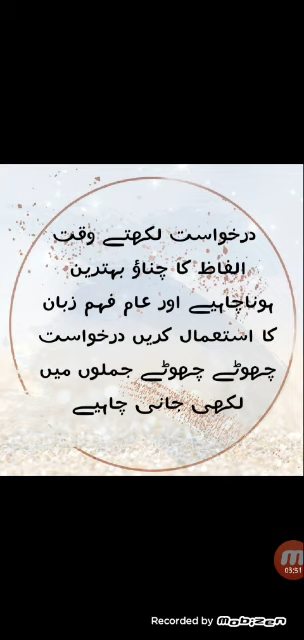 درخواست لکھتے وقت
الفاظ کا چناؤ بہترین
ہوناچاہیے اور عام فہم زبان
کا استعمال کریں درخواست
چھوٹے چھوٹے جملوں میں
لکھی جانی چاہیے
03:51
Recorded by Mobizen